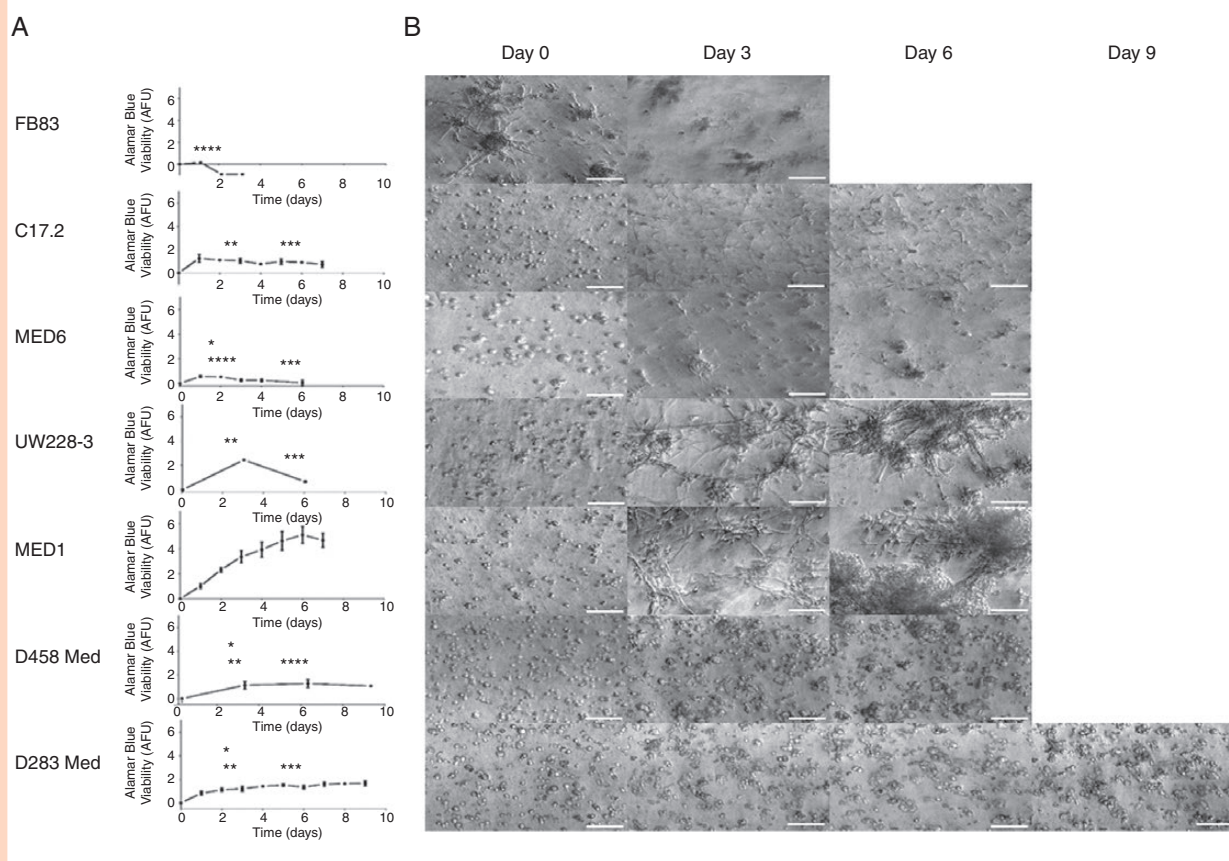 A
B
Day 0
Day 3
Day 6
Day 9
FB83
Alamar Blue
Viability (AFU)
6
4
2
0
****
2
4
6
8
10
Time (days)
C17.2
Alamar Blue
Viability (AFU)
6
4
2
0
**
***
2
4
6
8
10
Time (days)
MED6
Alamar Blue
Viability (AFU)
6
4
2
0
*
****
***
0
2
4
6
8
10
Time (days)
UW228-3
Alamar Blue
Viability (AFU)
6
4
2
0
**
***
0
2
4
6
8
10
Time (days)
MED1
Alamar Blue
Viability (AFU)
6
4
2
0
0
2
4
6
8
10
Time (days)
D458 Med
Alamar Blue
Viability (AFU)
6
4
2
0
*
**
****
0
2
4
6
8
10
Time (days)
D283 Med
Alamar Blue
Viability (AFU)
6
4
2
0
*
**
***
0
2
4
6
8
10
Time (days)